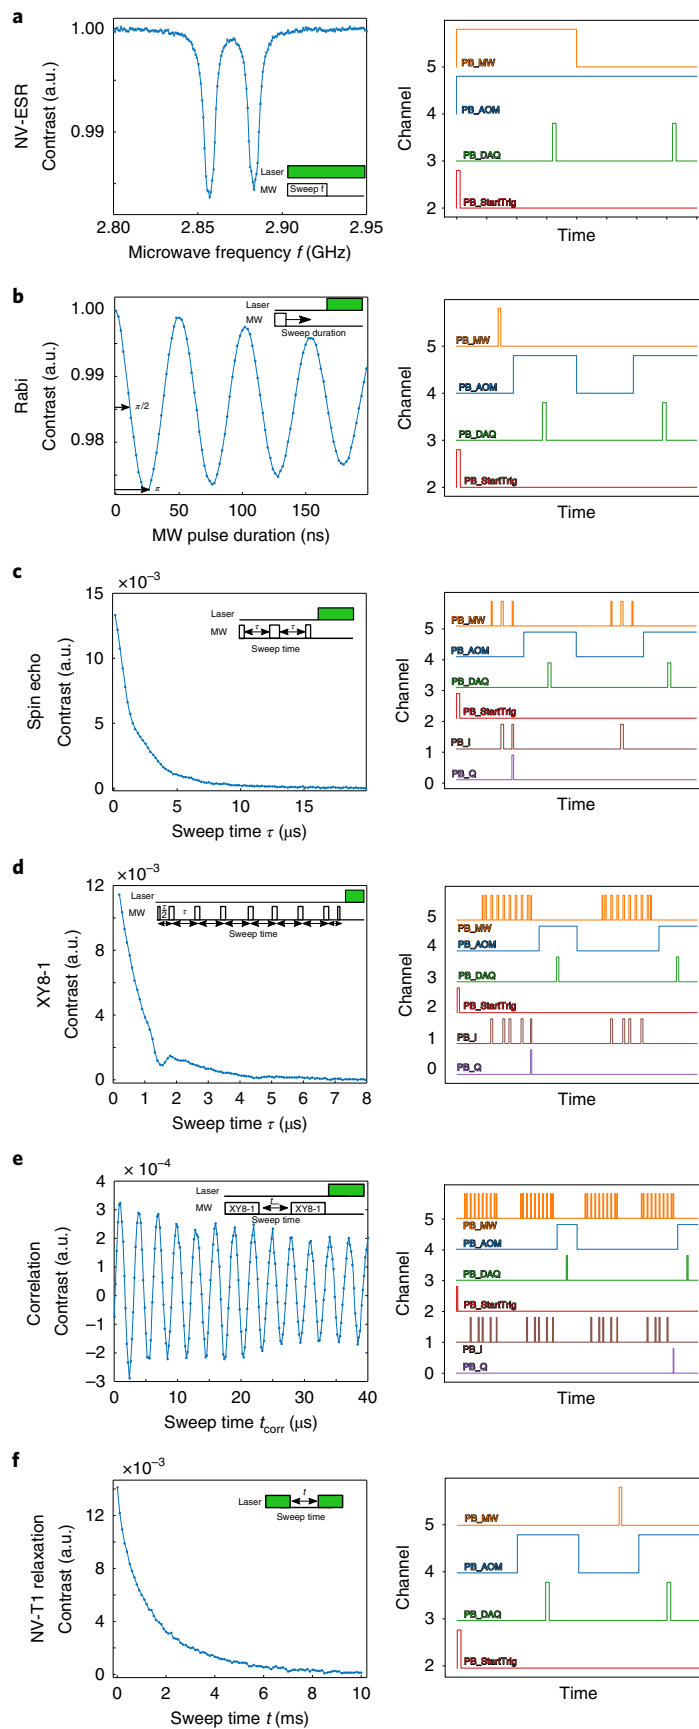 a
NV-ESR
Contrast (a.u.)
1.00
0.99
Laser
MW
Sweep f
2.80
2.85
2.90
2.95
Microwave frequency f (GHz)
Channel
5
4
3
2
PB_MW
PB_AOM
PB_DAQ
PB_StartTrig
Time
b
Rabi
Contrast (a.u.)
1.00
0.99
0.98
π/2
π
Laser
MW
Sweep duration
0
50
100
150
MW pulse duration (ns)
Channel
5
4
3
2
PB_MW
PB_AOM
PB_DAQ
PB_StartTrig
Time
c
×10−3
Spin echo
Contrast (a.u.)
15
10
5
0
Laser
MW
τ
τ
Sweep time
0
5
10
15
Sweep time τ (μs)
Channel
5
4
3
2
1
0
PB_MW
PB_AOM
PB_DAQ
PB_StartTrig
PB_I
PB_Q
Time
d
×10−3
XY8-1
Contrast (a.u.)
12
8
4
0
Laser
MW
τ
Sweep time
0
1
2
3
4
5
6
7
8
Sweep time τ (μs)
Channel
5
4
3
2
1
0
PB_MW
PB_AOM
PB_DAQ
PB_StartTrig
PB_I
PB_Q
Time
e
× 10−4
Correlation
Contrast (a.u.)
4
3
2
1
0
−1
−2
−3
Laser
MW
XY8-1
XY8-1
Sweep time
0
5
10
15
20
25
30
35
40
Sweep time tcorr (μs)
Channel
5
4
3
2
1
0
PB_MW
PB_AOM
PB_DAQ
PB_StartTrig
PB_I
PB_Q
Time
f
×10−3
NV-T1 relaxation
Contrast (a.u.)
12
8
4
0
Laser
t
Sweep time
0
2
4
6
8
10
Sweep time t (ms)
Channel
5
4
3
2
PB_MW
PB_AOM
PB_DAQ
PB_StartTrig
Time